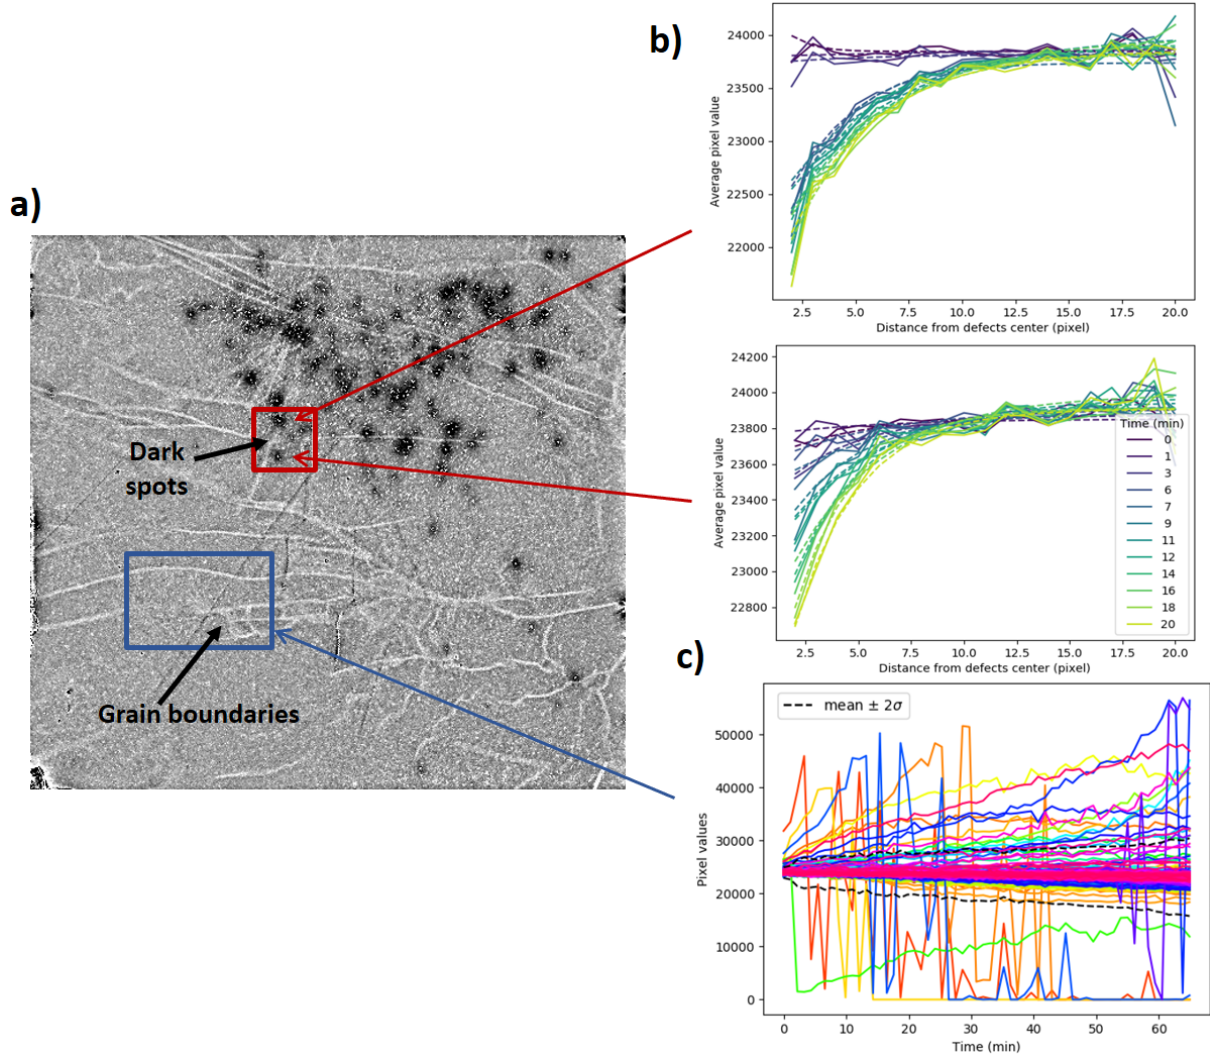 a)
Dark
spots
Grain boundaries
b)
24000
23500
23000
22500
22000
Average pixel value
2.5 5.0 7.5 10.0 12.5 15.0 17.5 20.0
Distance from defects center (pixel)
24200
24000
23800
23600
23400
23200
23000
22800
Average pixel value
Time (min)
0
1
3
6
7
9
11
12
14
16
18
20
2.5 5.0 7.5 10.0 12.5 15.0 17.5 20.0
Distance from defects center (pixel)
c)
mean ± 2σ
50000
40000
30000
20000
10000
0
Pixel values
0 10 20 30 40 50 60
Time (min)